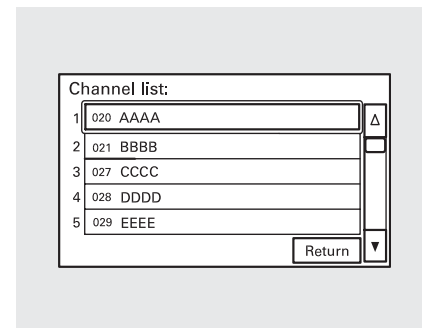 Channel list:
1 020 AAAA
2 021 BBBB
3 027 CCCC
4 028 DDDD
5 029 EEEE
Return